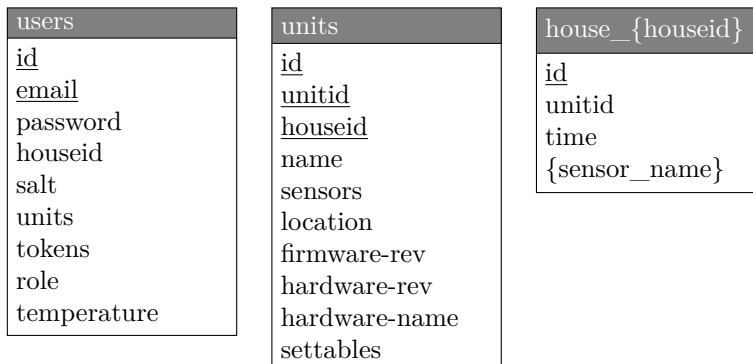 users
id
email
password
houseid
salt
units
tokens
role
temperature
units
id
unitid
houseid
name
sensors
location
firmware-rev
hardware-rev
hardware-name
settables
house_{houseid}
id
unitid
time
{sensor_name}